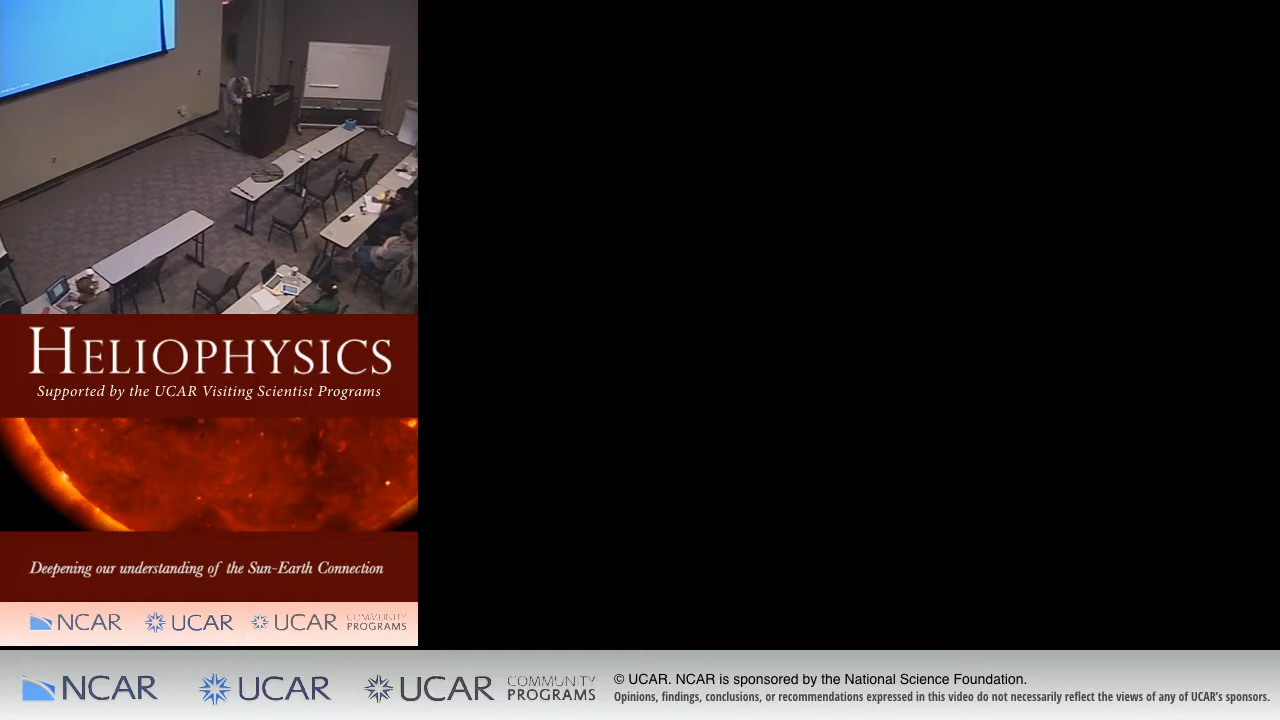 HELIOPHYSICS
Supported by the UCAR Visiting Scientist Programs
Deepening our understanding of the Sun-Earth Connection
NCAR UCAR UCAR COMMUNITY PROGRAMS
NCAR UCAR UCAR COMMUNITY PROGRAMS
© UCAR. NCAR is sponsored by the National Science Foundation.
Opinions, findings, conclusions, or recommendations expressed in this video do not necessarily reflect the views of any of UCAR's sponsors.